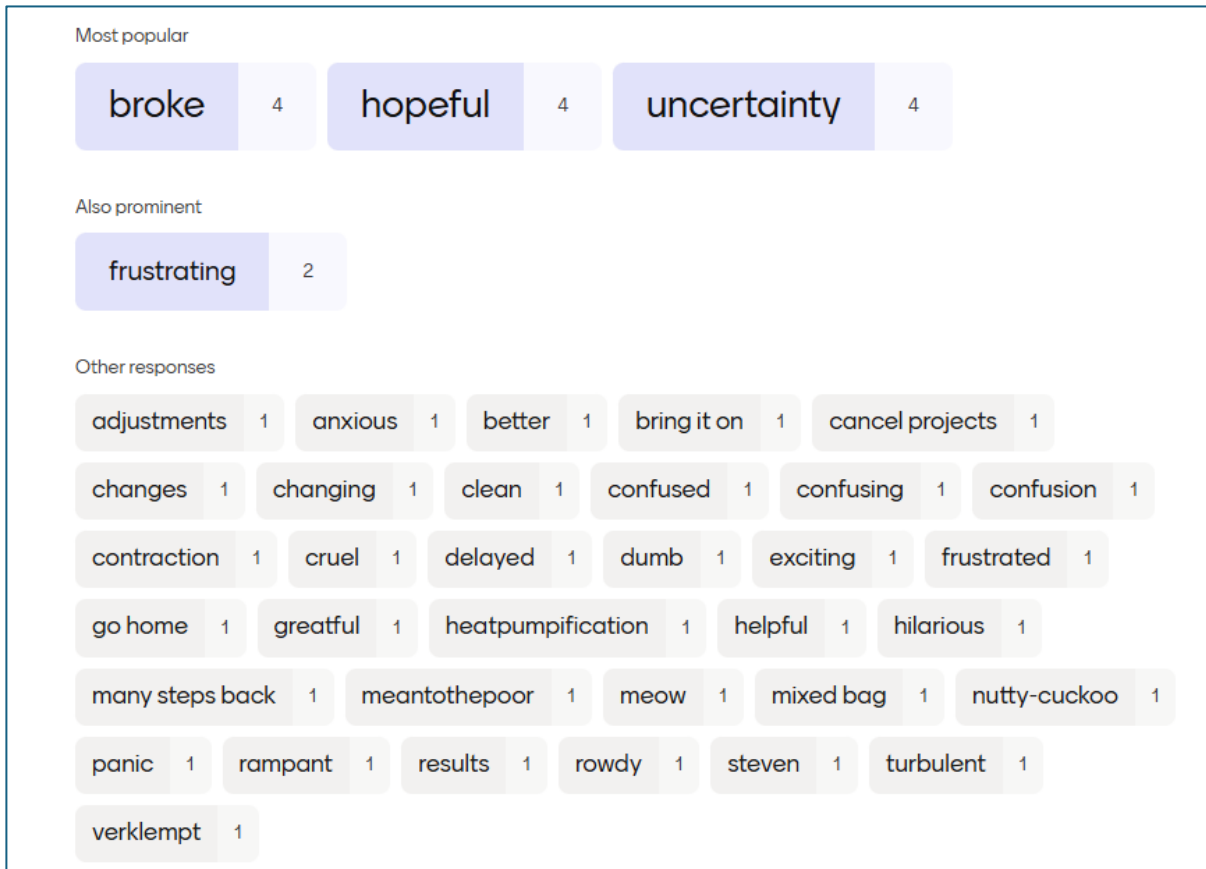 Most popular
broke 4 hopeful 4 uncertainty 4
Also prominent
frustrating 2
Other responses
adjustments 1 anxious 1 better 1 bring it on 1 cancel projects 1
changes 1 changing 1 clean 1 confused 1 confusing 1 confusion 1
contraction 1 cruel 1 delayed 1 dumb 1 exciting 1 frustrated 1
go home 1 greatful 1 heatpumpification 1 helpful 1 hilarious 1
many steps back 1 meantothepoor 1 meow 1 mixed bag 1 nutty-cuckoo 1
panic 1 rampant 1 results 1 rowdy 1 steven 1 turbulent 1
verklempt 1